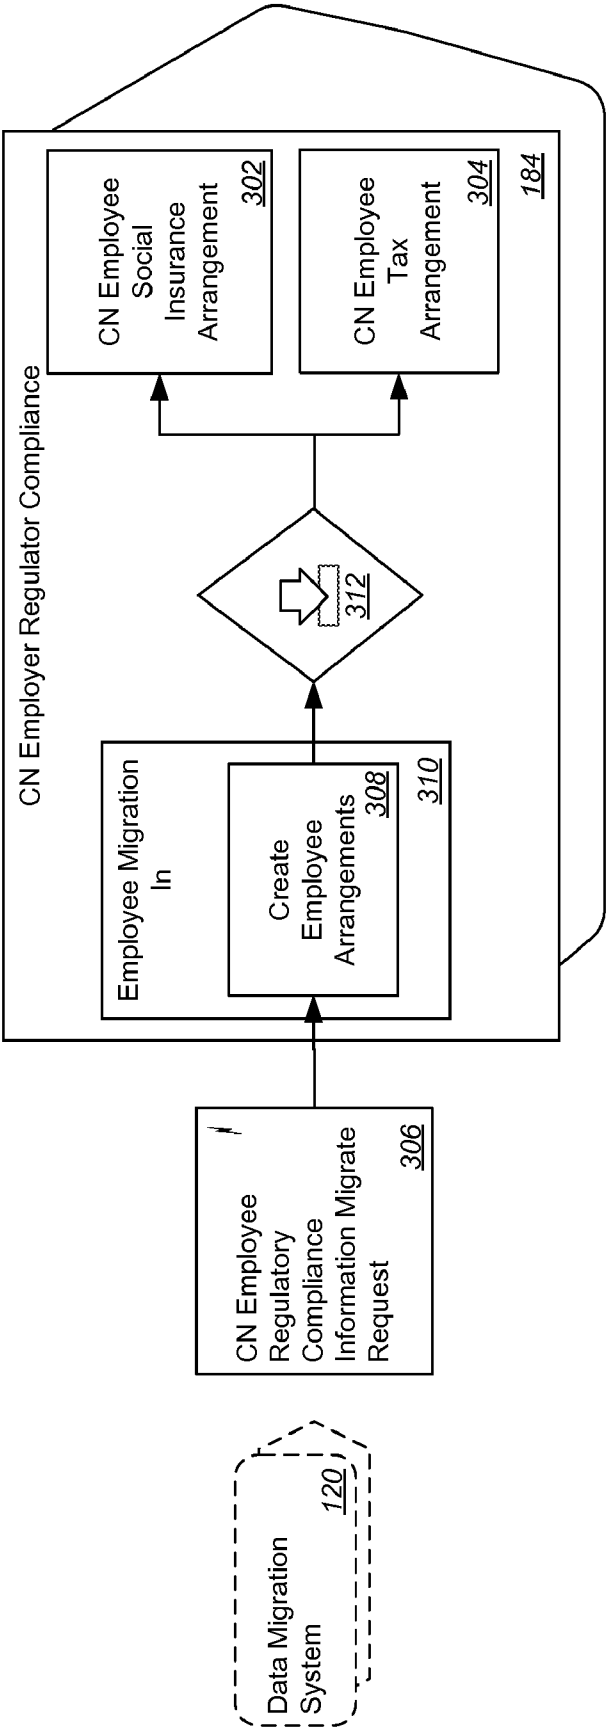 CN Employer Regulator Compliance
Data Migration
System
120
CN Employee
Regulatory
Compliance
Information Migrate
Request
306
Employee Migration
In
Create
Employee
Arrangements
308
310
312
CN Employee
Social
Insurance
Arrangement
302
CN Employee
Tax
Arrangement
304
184